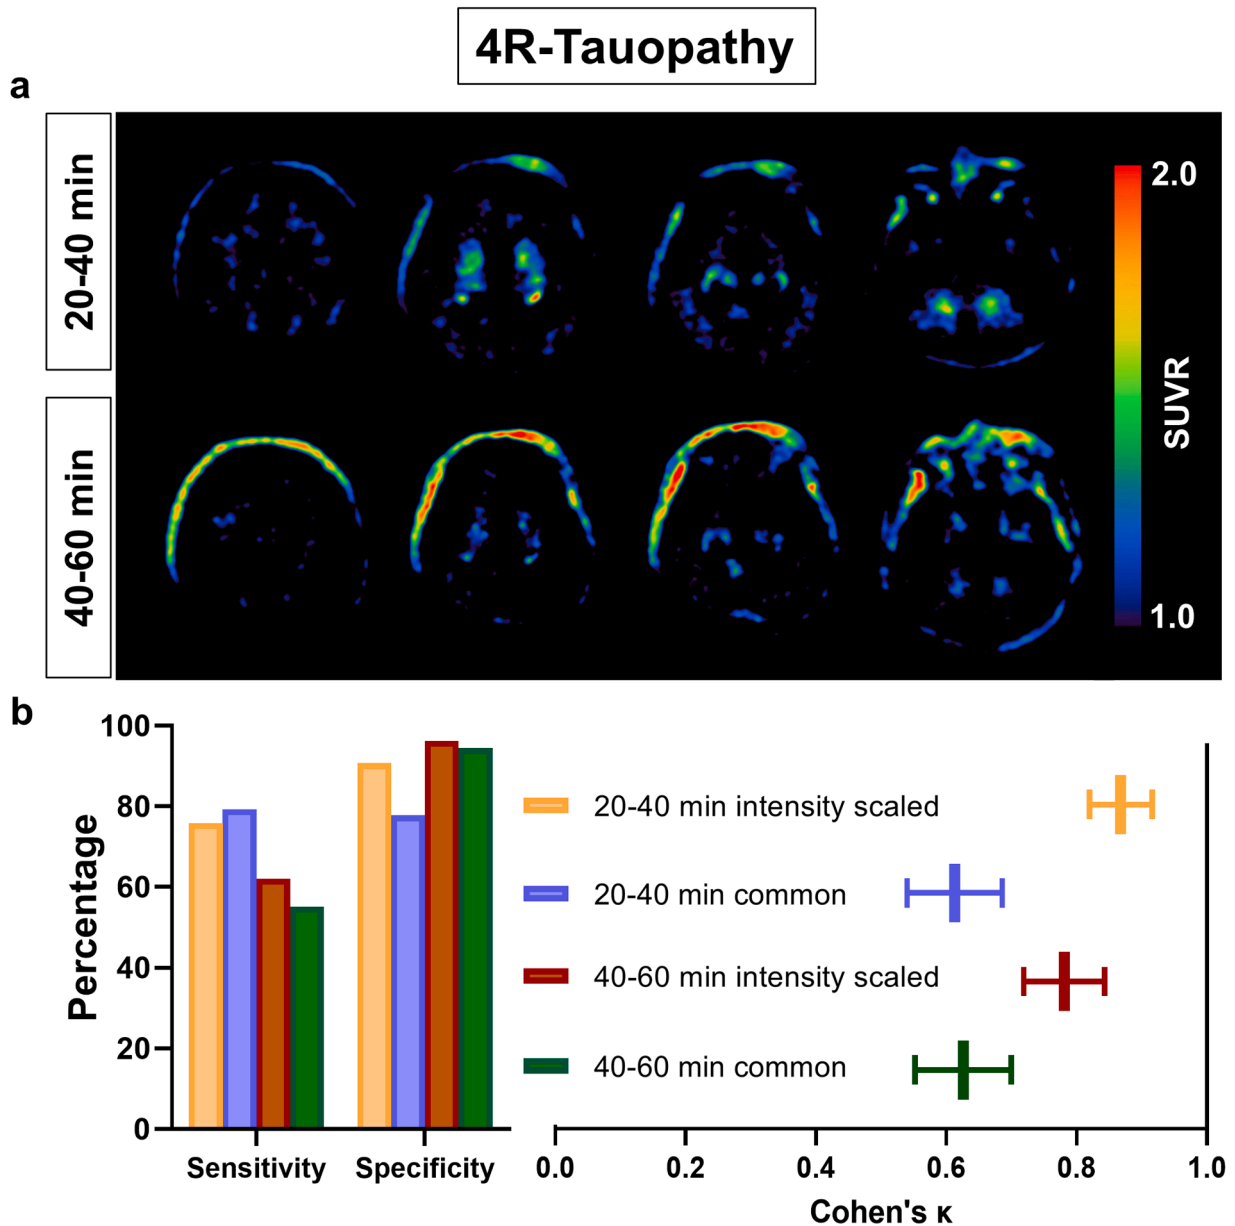 4R-Tauopathy
a
20-40 min
2.0
SUVR
1.0
40-60 min
b
Percentage
100
80
60
40
20
0
Sensitivity
Specificity
20-40 min intensity scaled
20-40 min common
40-60 min intensity scaled
40-60 min common
0.0
0.2
0.4
0.6
0.8
1.0
Cohen's κ